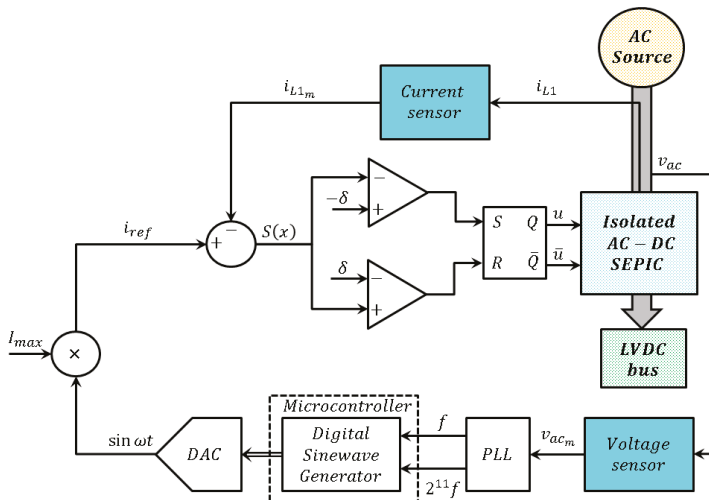 AC
Source
i_{L1_m}
Current
sensor
i_{L1}
v_{ac}
−
+
−δ
S Q u
R Q̄ ū
Isolated
AC − DC
SEPIC
i_{ref}
+ −
S(x)
δ
−
+
I_{max}
×
LVDC
bus
Microcontroller
sin ωt
DAC
Digital
Sinewave
Generator
f
2^{11}f
PLL
v_{ac_m}
Voltage
sensor